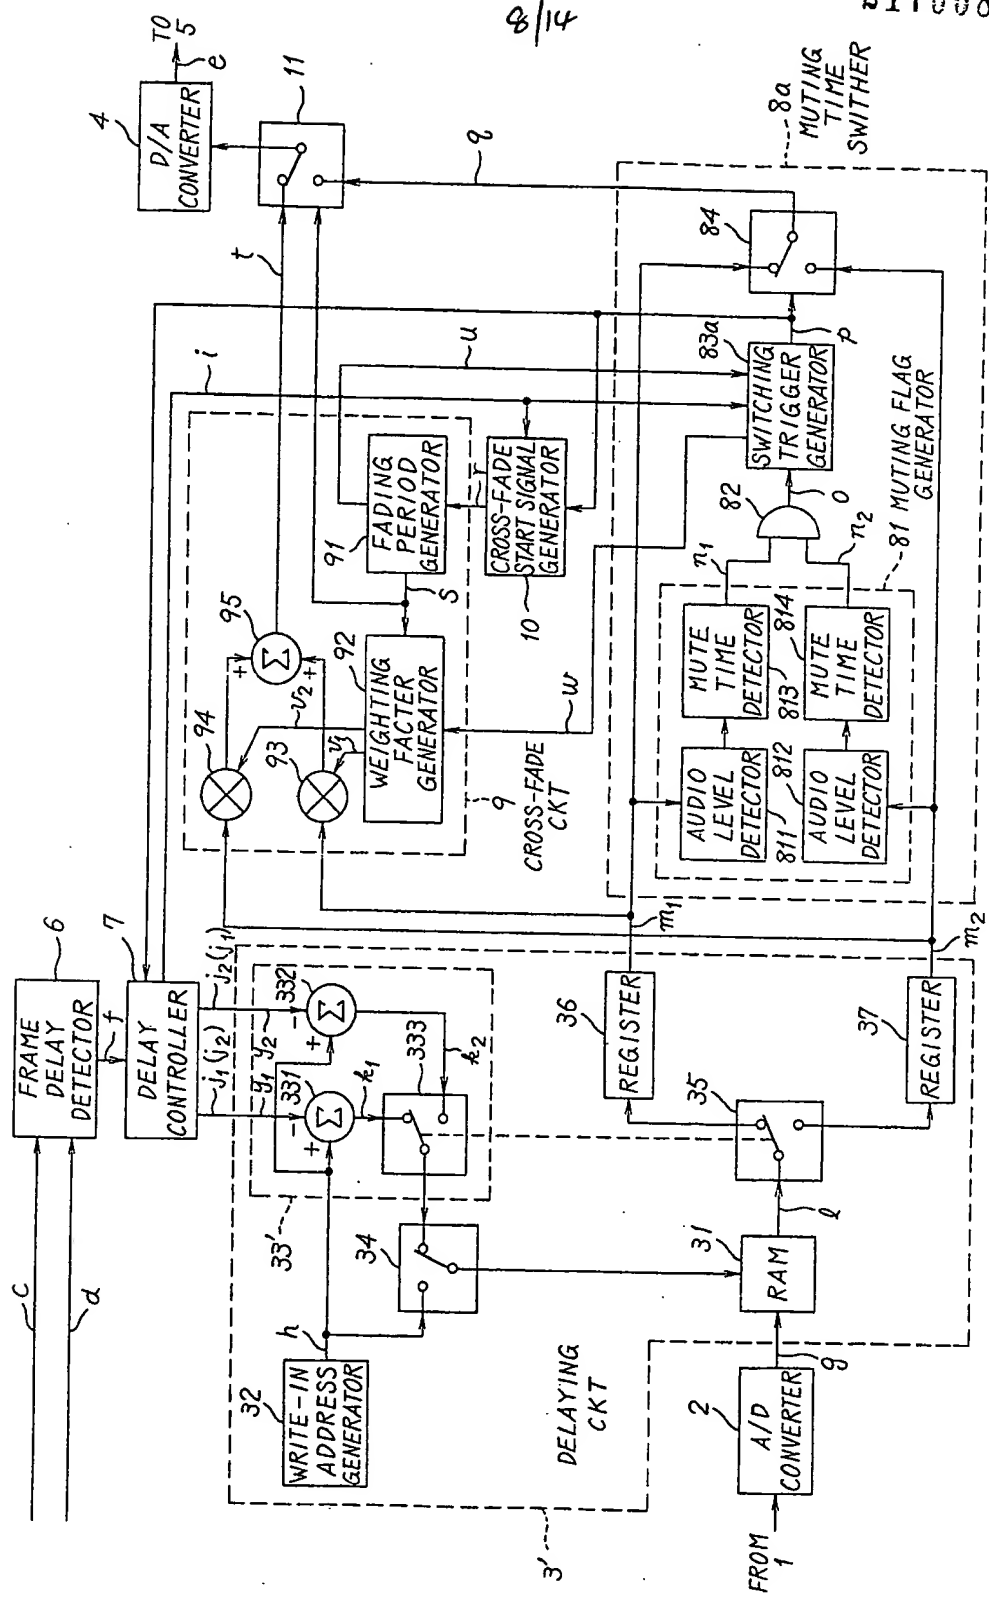 8/14
C
d
6
FRAME
DELAY
DETECTOR
f
7
DELAY
CONTROLLER
i
j1 (j2)
j2 (j1)
y1
y2
331
332
+
-
+
-
Σ
Σ
k1
k2
333
33'
34
32
WRITE-IN
ADDRESS
GENERATOR
h
DELAYING
CKT
3'
FROM
1
2
A/D
CONVERTER
g
31
RAM
l
35
36
REGISTER
37
REGISTER
m1
m2
94
93
v2
v1
95
+
+
Σ
92
WEIGHTING
FACTER
GENERATOR
S
91
FADING
PERIOD
GENERATOR
r
CROSS-FADE
START SIGNAL
GENERATOR
10
9
CROSS-FADE
CKT
u
w
t
11
4
D/A
CONVERTER
e
TO
5
q
AUDIO
LEVEL
DETECTOR
811
AUDIO
LEVEL
DETECTOR
812
MUTE
TIME
DETECTOR
813
MUTE
TIME
DETECTOR
814
n1
n2
82
O
81 MUTING FLAG
GENERATOR
83a
SWITCHING
TRIGGER
GENERATOR
p
84
8a
MUTING
TIME
SWITHER